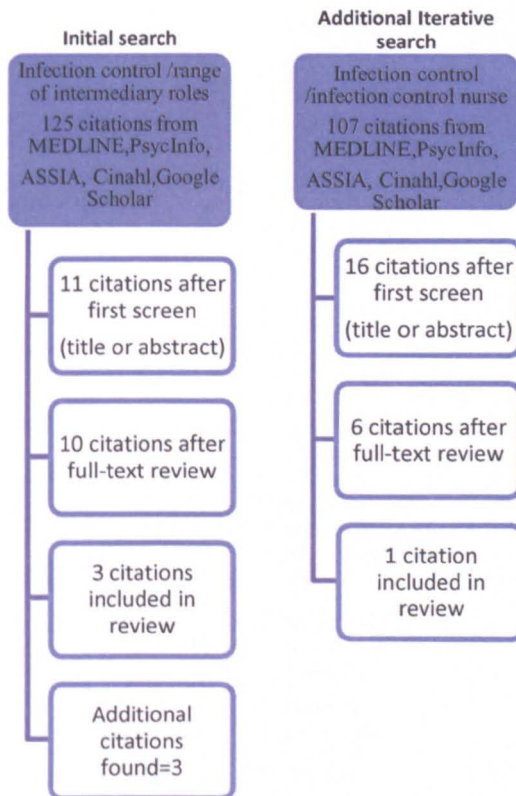 Initial search
Infection control /range
of intermediary roles
125 citations from
MEDLINE,PsycInfo,
ASSIA, Cinahl,Google
Scholar
11 citations after
first screen
(title or abstract)
10 citations after
full-text review
3 citations
included in
review
Additional
citations
found=3
Additional Iterative
search
Infection control
/infection control nurse
107 citations from
MEDLINE,PsycInfo,
ASSIA, Cinahl,Google
Scholar
16 citations after
first screen
(title or abstract)
6 citations after
full-text review
1 citation
included in
review